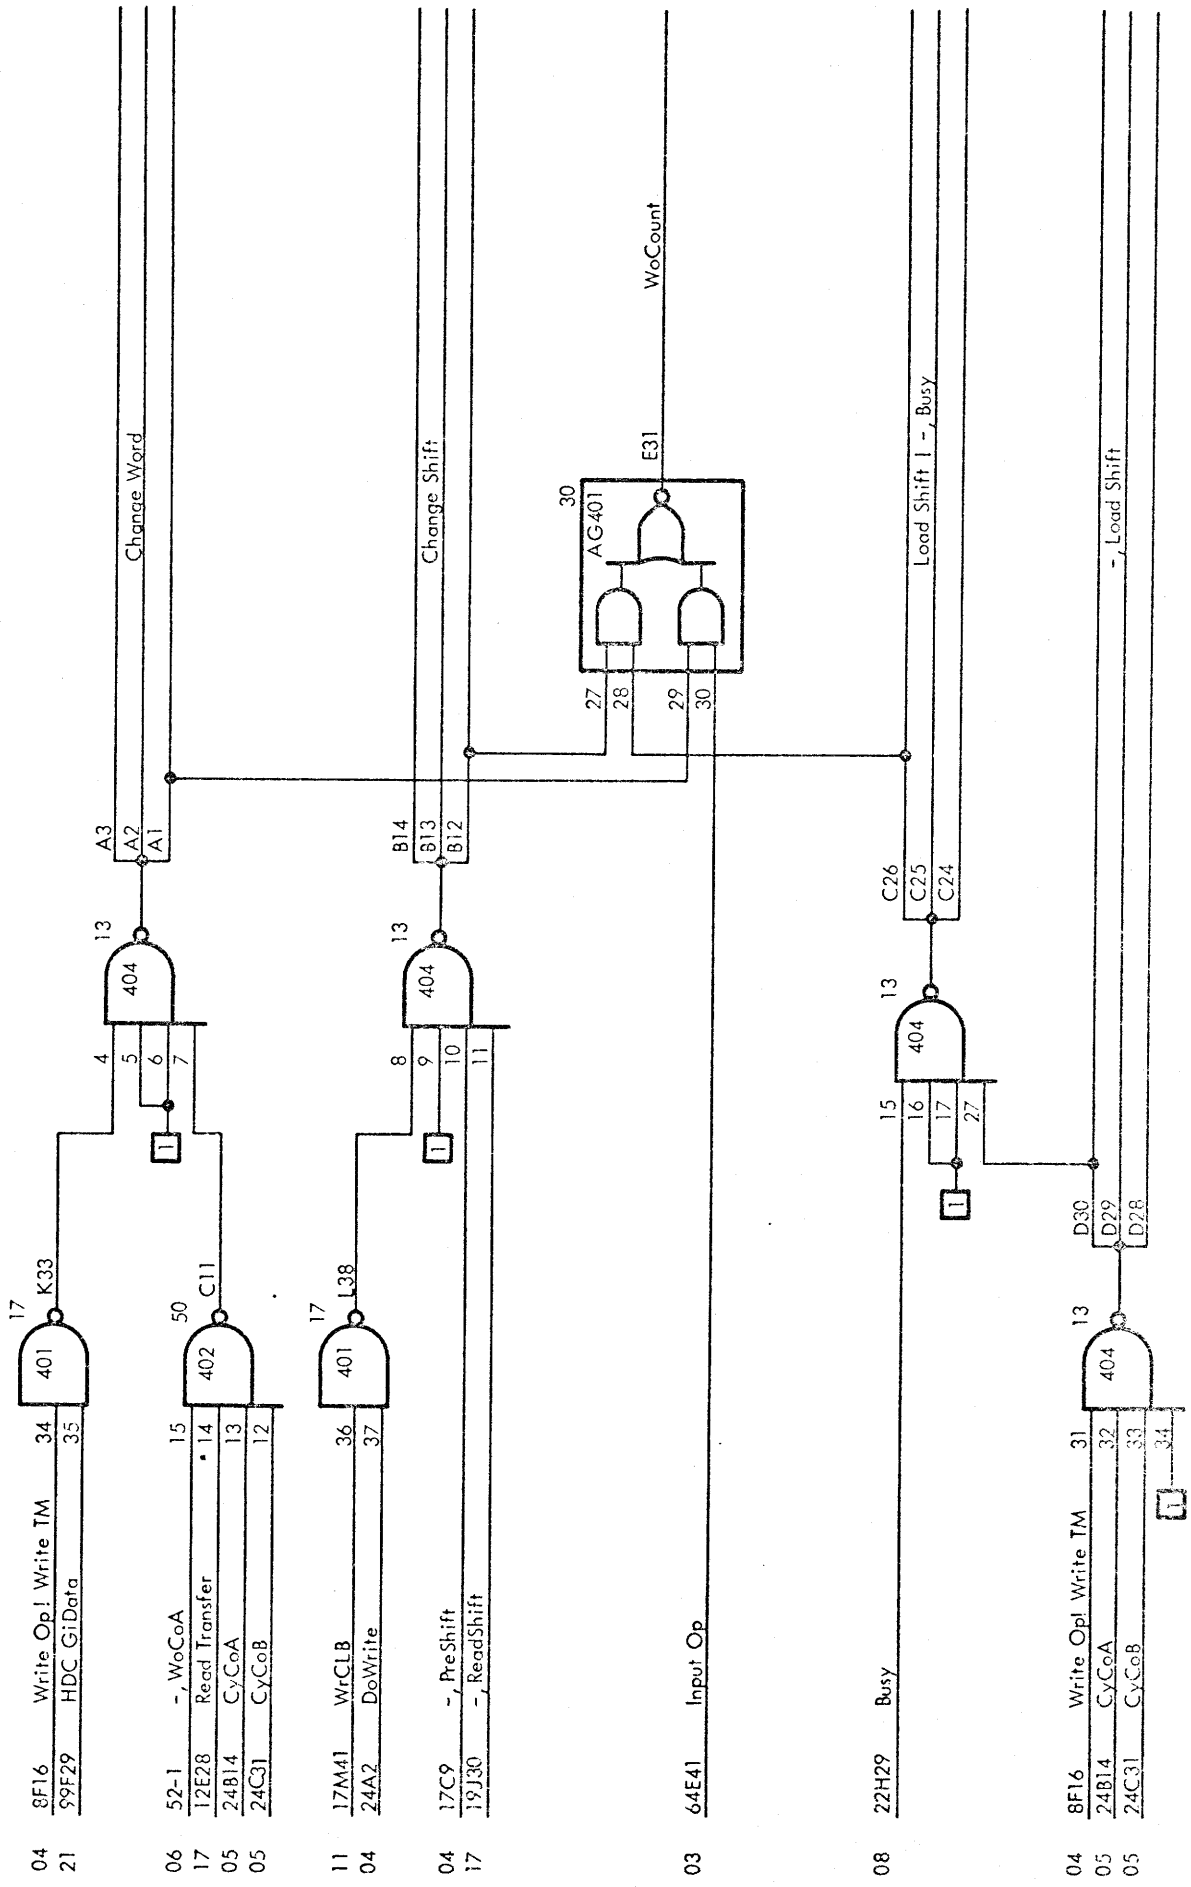 04 8F16 Write Op! Write TM 34
21 99F29 HDC GiData 35
401
17
K33
06 52-1 -, WoCoA 15
17 12E28 Read Transfer 14
05 24B14 CyCoA 13
05 24C31 CyCoB 12
402
50
C11
4
5
6
7
1
404
13
A3
A2
A1
Change Word
11 17M41 WrCLB 36
04 24A2 DoWrite 37
401
17
L38
04 17C9 -, PreShift
17 19J30 -, ReadShift
8
9
10
11
1
404
13
B14
B13
B12
Change Shift
03 64E41 Input Op
27
28
29
30
AG401
30
E31
WoCount
08 22H29 Busy
15
16
17
27
1
404
13
C26
C25
C24
Load Shift ! -, Busy
04 8F16 Write Op! Write TM 31
05 24B14 CyCoA 32
05 24C31 CyCoB 33
34
1
404
13
D30
D29
D28
-, Load Shift